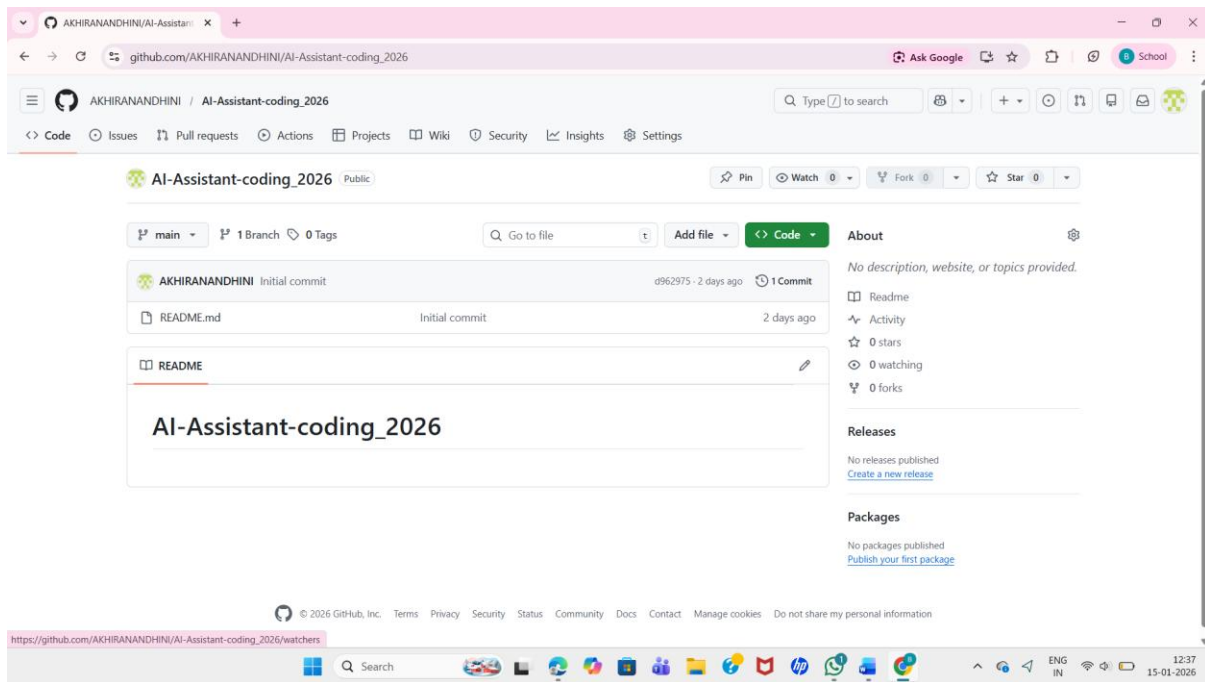 AKHIRANANDHINI/AI-Assistan
github.com/AKHIRANANDHINI/AI-Assistant-coding_2026
Ask Google
B School
AKHIRANANDHINI / AI-Assistant-coding_2026
Type / to search
Code Issues Pull requests Actions Projects Wiki Security Insights Settings
AI-Assistant-coding_2026 Public
Pin Watch 0 Fork 0 Star 0
main 1 Branch 0 Tags
Go to file t
Add file Code
AKHIRANANDHINI Initial commit d962975 · 2 days ago 1 Commit
README.md Initial commit 2 days ago
README
AI-Assistant-coding_2026
About
No description, website, or topics provided.
Readme
Activity
0 stars
0 watching
0 forks
Releases
No releases published
Create a new release
Packages
No packages published
Publish your first package
© 2026 GitHub, Inc. Terms Privacy Security Status Community Docs Contact Manage cookies Do not share my personal information
https://github.com/AKHIRANANDHINI/AI-Assistant-coding_2026/watchers
Search
ENG
IN
12:37
15-01-2026